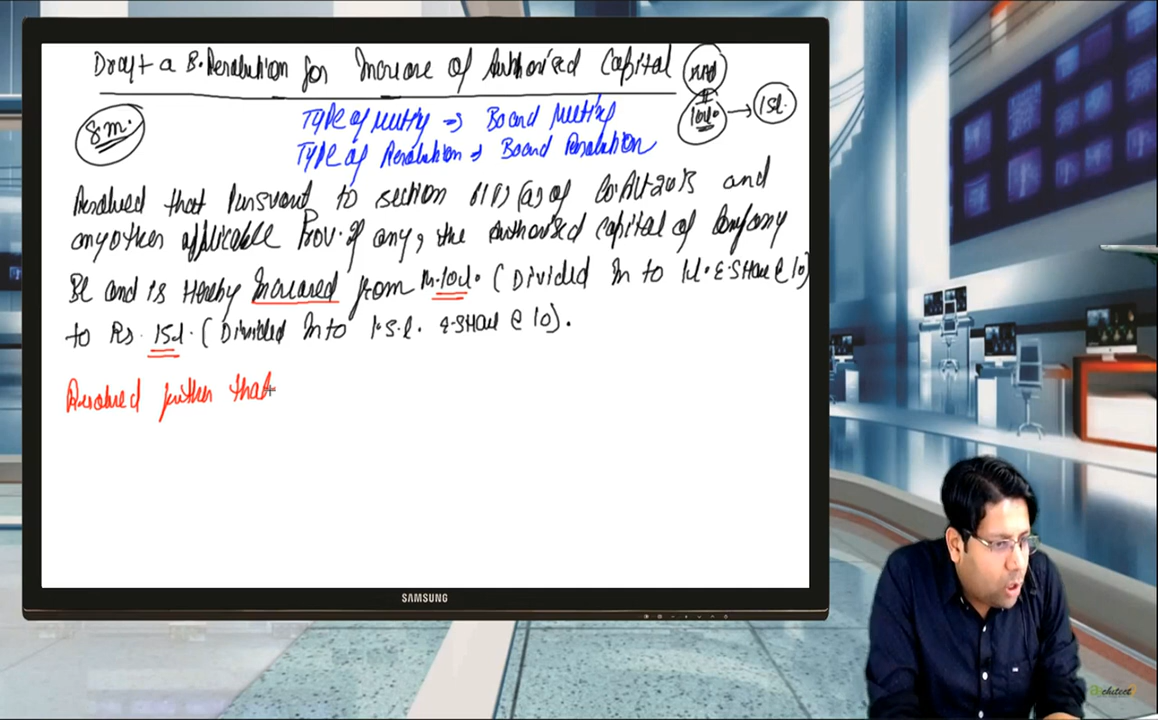 Draft a B. Resolution for Increase of Authorised Capital
8 m.
10L. → 15L.
Type of Meeting ⇒ Board Meeting
Type of Resolution ⇒ Board Resolution
Resolved that Pursuant to section 61(1)(a) of Co. Act 2013 and
any other applicable Prov. if any, the Authorised Capital of Company
Be and is Hereby Increased from Rs. 10L. (Divided In to 1L. E. Share @ 10)
to Rs. 15L. (Divided Into 1.5L. E. Share @ 10).
Resolved further that
SAMSUNG